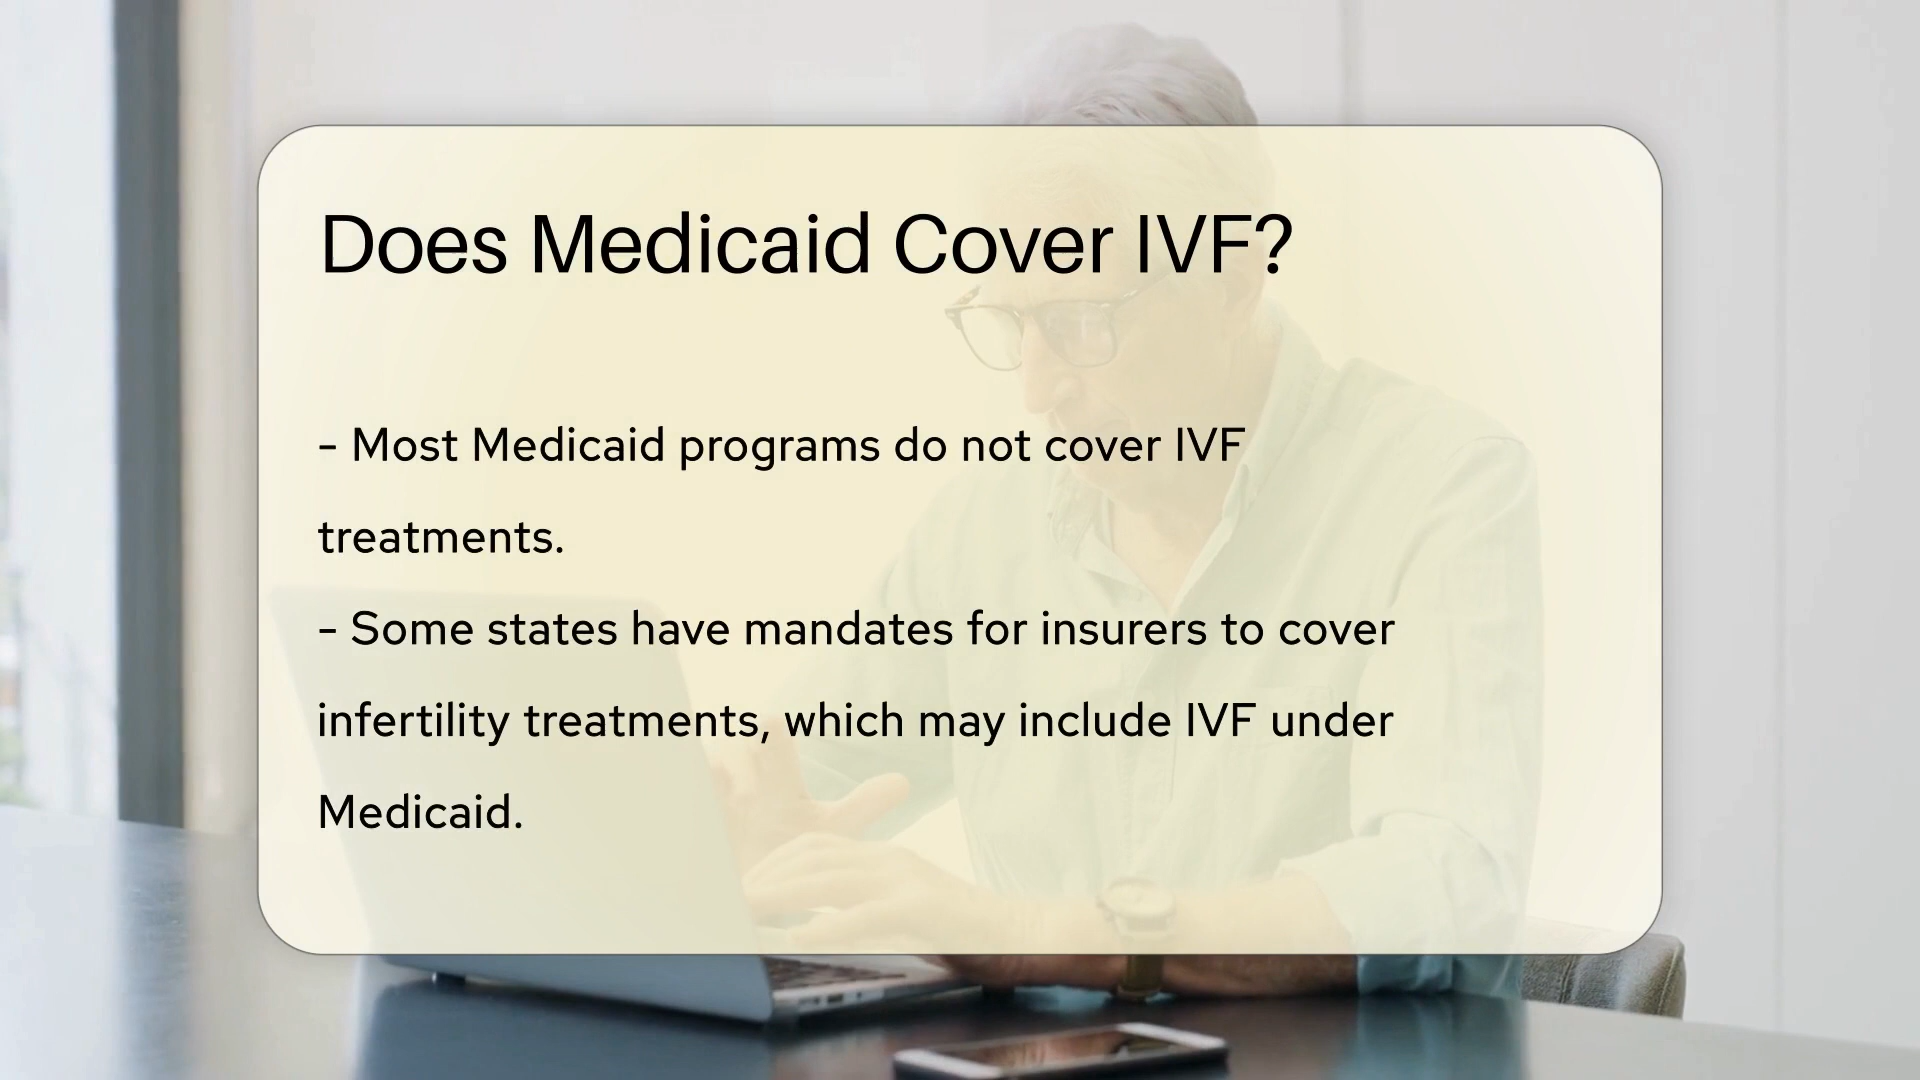 Does Medicaid Cover IVF?
- Most Medicaid programs do not cover IVF
treatments.
- Some states have mandates for insurers to cover
infertility treatments, which may include IVF under
Medicaid.